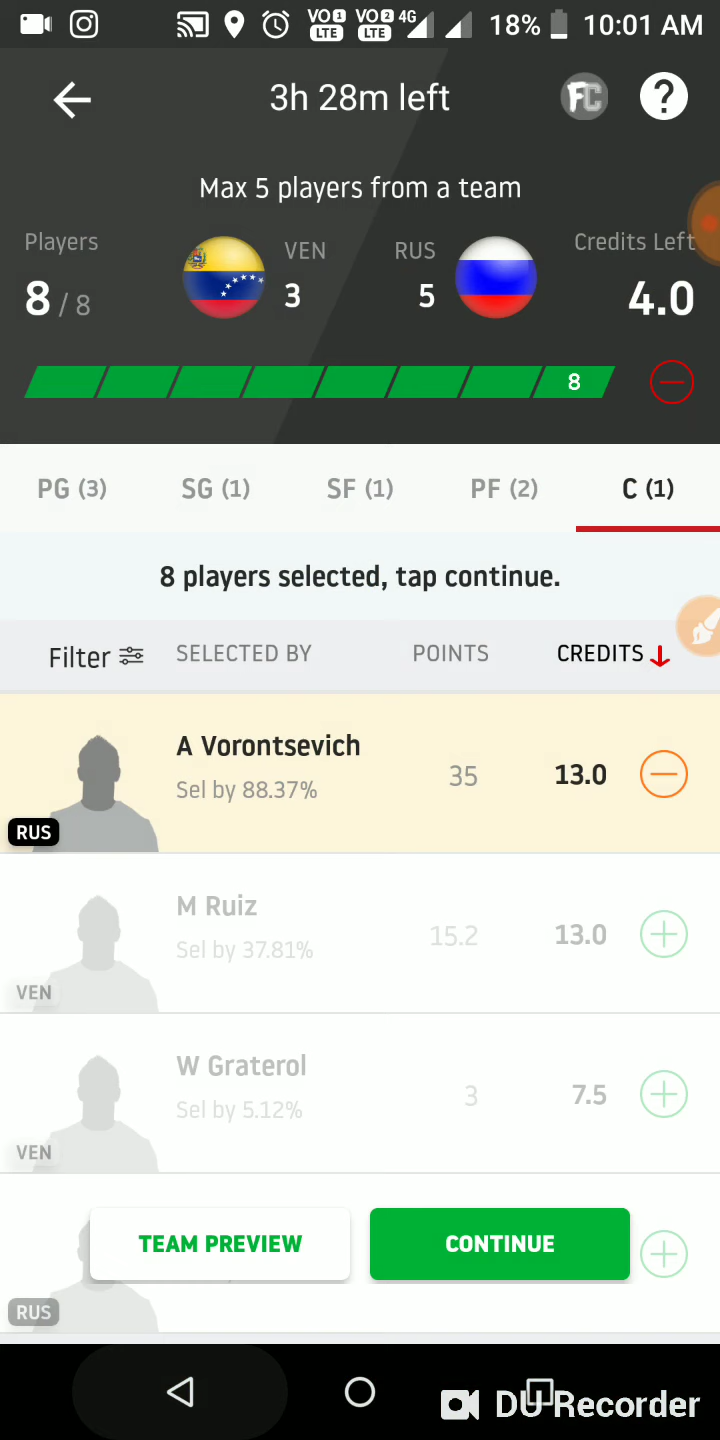 VO 1 LTE VO 2 LTE 4G 18% 10:01 AM
3h 28m left FC ?
Max 5 players from a team
Players VEN RUS Credits Left
8 / 8 3 5 4.0
8
PG (3) SG (1) SF (1) PF (2) C (1)
8 players selected, tap continue.
Filter SELECTED BY POINTS CREDITS
A Vorontsevich
Sel by 88.37% 35 13.0
RUS
M Ruiz
Sel by 37.81% 15.2 13.0
VEN
W Graterol
Sel by 5.12% 3 7.5
VEN
TEAM PREVIEW CONTINUE
RUS
DU Recorder